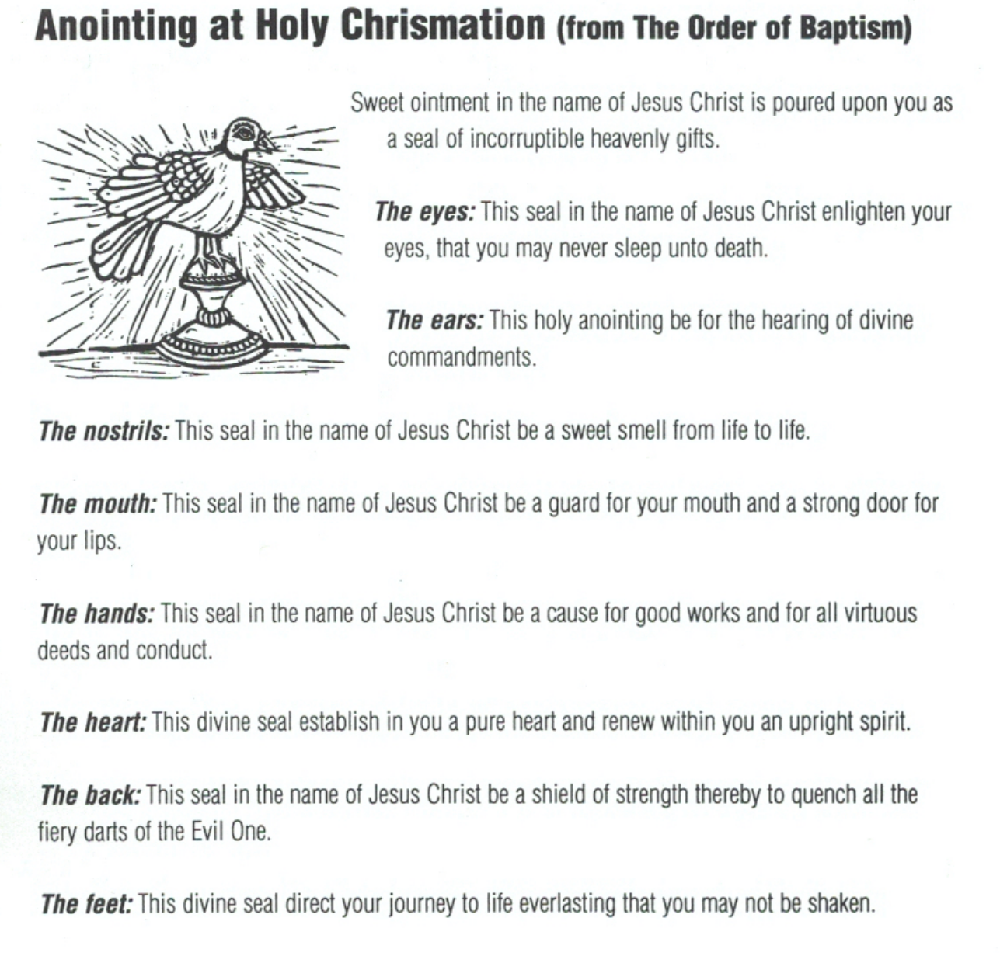 Anointing at Holy Chrismation (from The Order of Baptism)
Sweet ointment in the name of Jesus Christ is poured upon you as
a seal of incorruptible heavenly gifts.
The eyes: This seal in the name of Jesus Christ enlighten your
eyes, that you may never sleep unto death.
The ears: This holy anointing be for the hearing of divine
commandments.
The nostrils: This seal in the name of Jesus Christ be a sweet smell from life to life.
The mouth: This seal in the name of Jesus Christ be a guard for your mouth and a strong door for
your lips.
The hands: This seal in the name of Jesus Christ be a cause for good works and for all virtuous
deeds and conduct.
The heart: This divine seal establish in you a pure heart and renew within you an upright spirit.
The back: This seal in the name of Jesus Christ be a shield of strength thereby to quench all the
fiery darts of the Evil One.
The feet: This divine seal direct your journey to life everlasting that you may not be shaken.